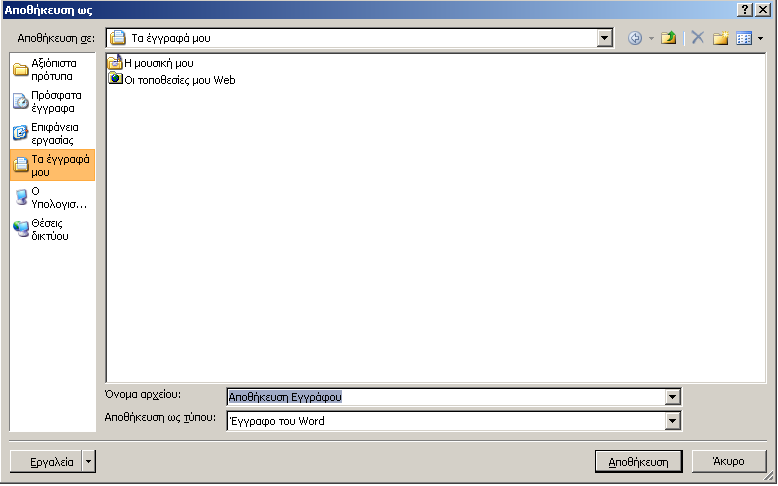 Αποθήκευση ως
Αποθήκευση σε:
Τα έγγραφά μου
Αξιόπιστα
πρότυπα
Πρόσφατα
έγγραφα
Επιφάνεια
εργασίας
Τα έγγραφά
μου
Ο
Υπολογισ...
Θέσεις
δικτύου
Η μουσική μου
Οι τοποθεσίες μου Web
Όνομα αρχείου:
Αποθήκευση Εγγράφου
Αποθήκευση ως τύπου:
Έγγραφο του Word
Εργαλεία
Αποθήκευση
Άκυρο